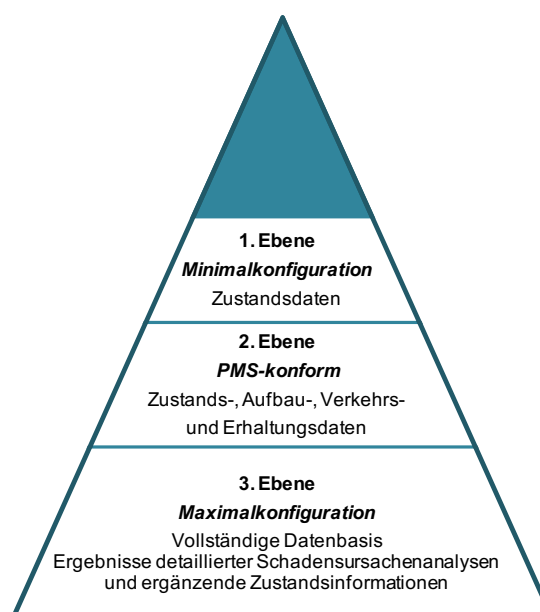 1. Ebene
Minimalkonfiguration
Zustandsdaten
2. Ebene
PMS-konform
Zustands-, Aufbau-, Verkehrs-
und Erhaltungsdaten
3. Ebene
Maximalkonfiguration
Vollständige Datenbasis
Ergebnisse detaillierter Schadensursachenanalysen
und ergänzende Zustandsinformationen